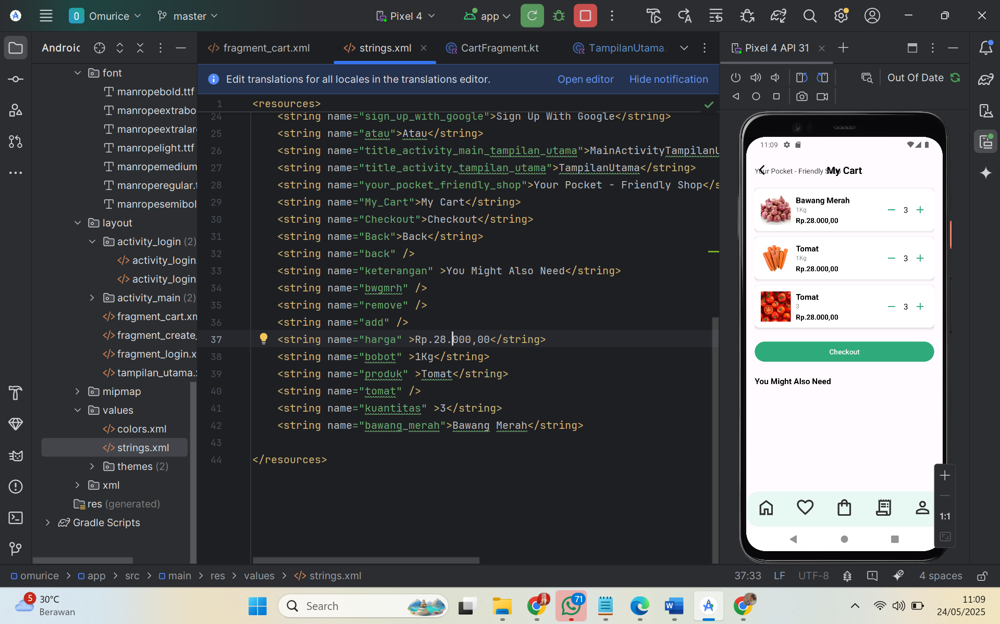 O Omurice master Pixel 4 app
Android fragment_cart.xml strings.xml CartFragment.kt TampilanUtama. Pixel 4 API 31
Edit translations for all locales in the translations editor. Open editor Hide notification
Out Of Date
font
manropebold.ttf
manropeextrabo
manropeextralar
manropelight.ttf
manropemedium
manroperegular.t
manropesemibol
layout
activity_login (2)
activity_login.
activity_login.
activity_main (2)
fragment_cart.xm
fragment_create_
fragment_login.x
tampilan_utama.x
mipmap
values
colors.xml
strings.xml
themes (2)
xml
res (generated)
Gradle Scripts
1 <resources>
24 <string name="sign_up_with_google">Sign Up With Google</string>
25 <string name="atau">Atau</string>
26 <string name="title_activity_main_tampilan_utama">MainActivityTampilanU
27 <string name="title_activity_tampilan_utama">TampilanUtama</string>
28 <string name="your_pocket_friendly_shop">Your Pocket - Friendly Shop</s
29 <string name="My_Cart">My Cart</string>
30 <string name="Checkout">Checkout</string>
31 <string name="Back">Back</string>
32 <string name="back" />
33 <string name="keterangan" >You Might Also Need</string>
34 <string name="bwgmrh" />
35 <string name="remove" />
36 <string name="add" />
37 <string name="harga" >Rp.28.000,00</string>
38 <string name="bobot" >1Kg</string>
39 <string name="produk" >Tomat</string>
40 <string name="tomat" />
41 <string name="kuantitas" >3</string>
42 <string name="bawang_merah">Bawang Merah</string>
43
44 </resources>
11:09
Your Pocket - Friendly Shop
My Cart
Bawang Merah
1Kg
Rp.28.000,00
3
Tomat
1Kg
Rp.28.000,00
3
Tomat
3
Rp.28.000,00
3
Checkout
You Might Also Need
1:1
omurice > app > src > main > res > values > strings.xml
37:33 LF UTF-8 4 spaces
5 30°C
Berawan
Search
71
11:09
24/05/2025